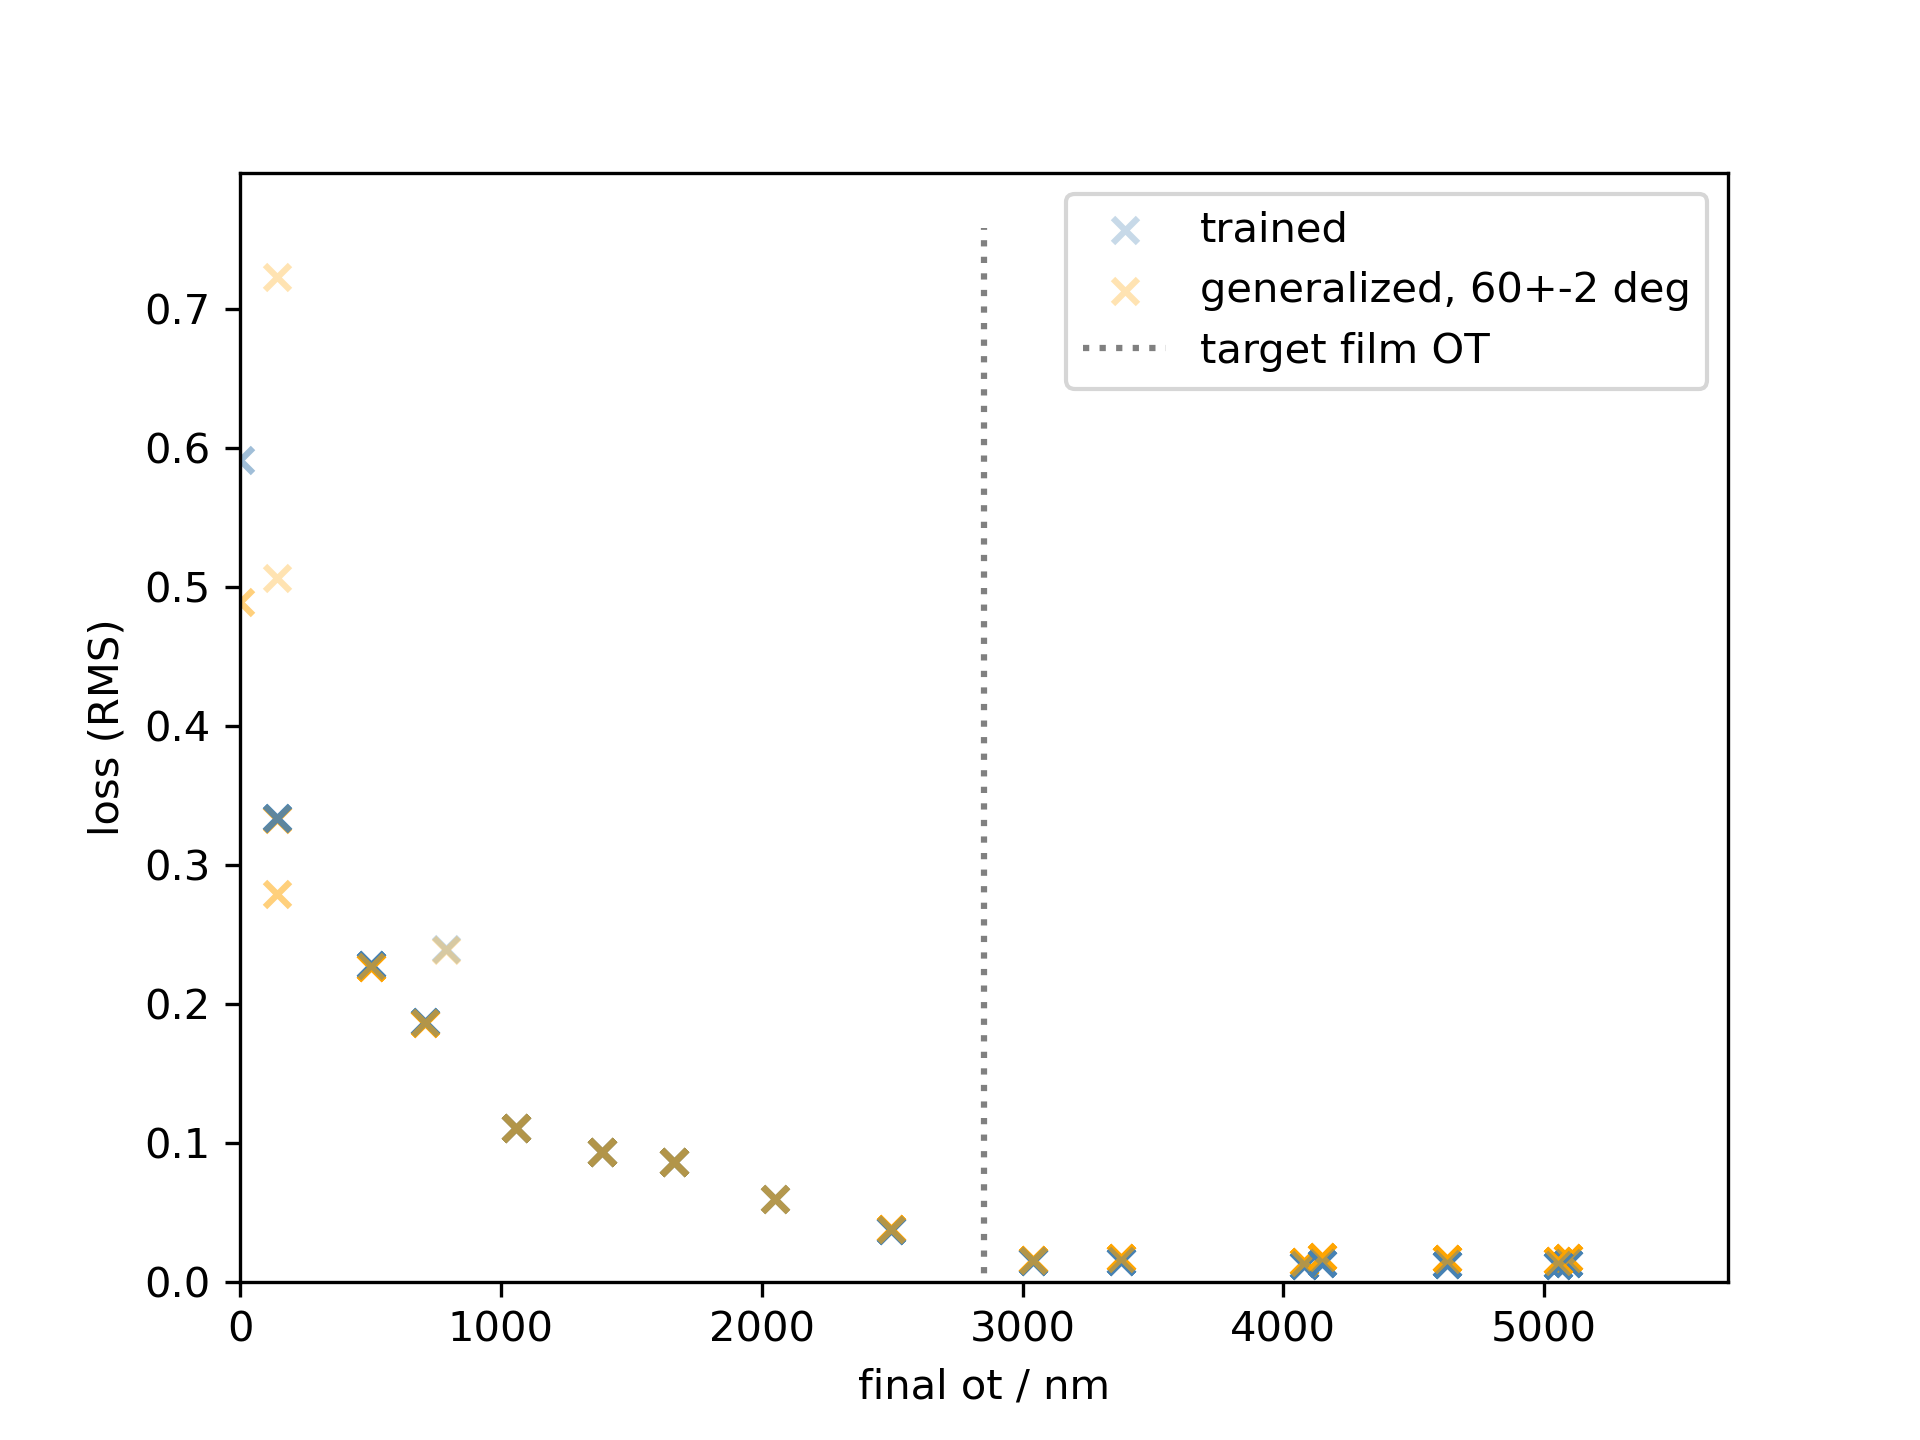 trained
generalized, 60+-2 deg
target film OT
0.7
0.6
0.5
0.4
0.3
0.2
0.1
0.0
loss (RMS)
0 1000 2000 3000 4000 5000
final ot / nm